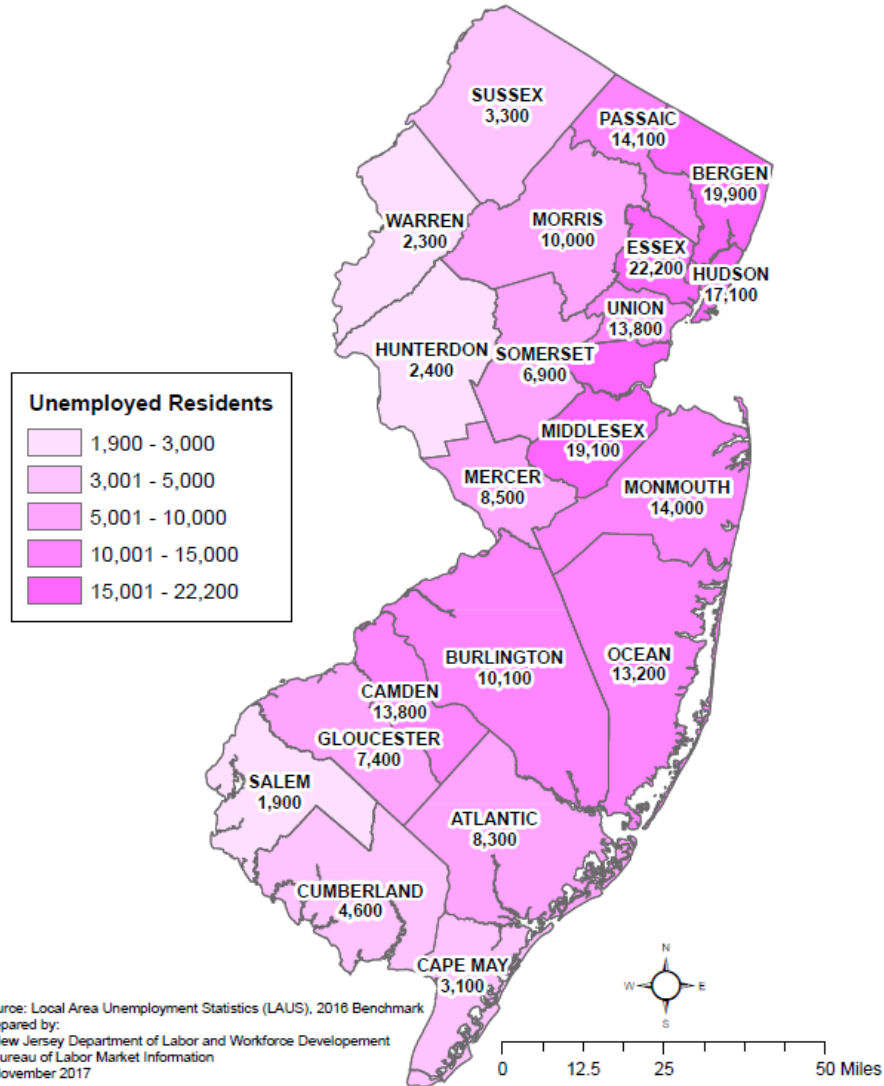 SUSSEX
3,300
PASSAIC
14,100
BERGEN
19,900
WARREN
2,300
MORRIS
10,000
ESSEX
22,200
HUDSON
17,100
UNION
13,800
HUNTERDON
2,400
SOMERSET
6,900
Unemployed Residents
1,900 - 3,000
3,001 - 5,000
5,001 - 10,000
10,001 - 15,000
15,001 - 22,200
MIDDLESEX
19,100
MERCER
8,500
MONMOUTH
14,000
BURLINGTON
10,100
OCEAN
13,200
CAMDEN
13,800
GLOUCESTER
7,400
SALEM
1,900
ATLANTIC
8,300
CUMBERLAND
4,600
CAPE MAY
3,100
N
W E
S
urce: Local Area Unemployment Statistics (LAUS), 2016 Benchmark
epared by:
ew Jersey Department of Labor and Workforce Developement
ureau of Labor Market Information
ovember 2017
0 12.5 25 50 Miles